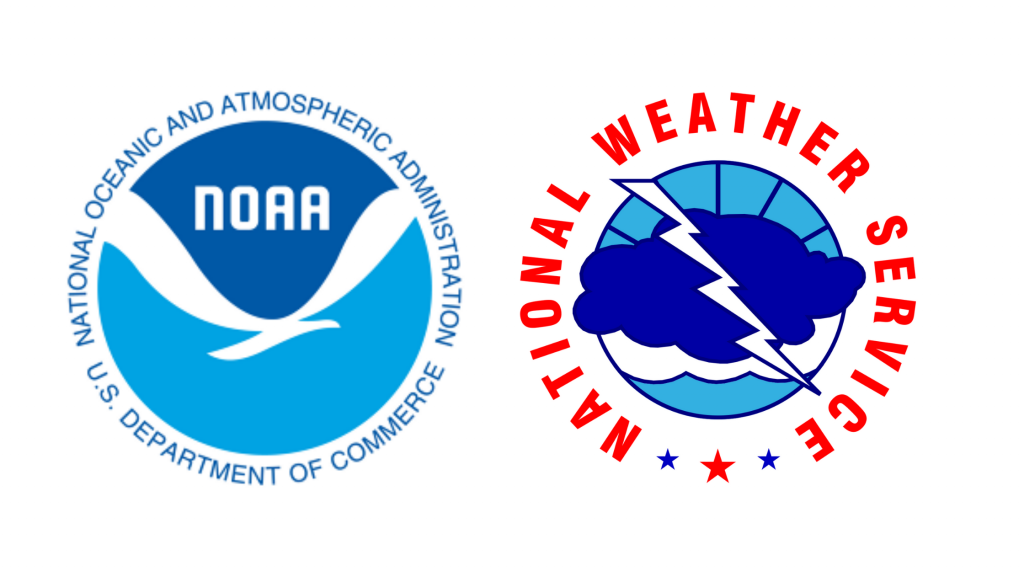 NATIONAL OCEANIC AND ATMOSPHERIC ADMINISTRATION
NOAA
U.S. DEPARTMENT OF COMMERCE
NATIONAL WEATHER SERVICE